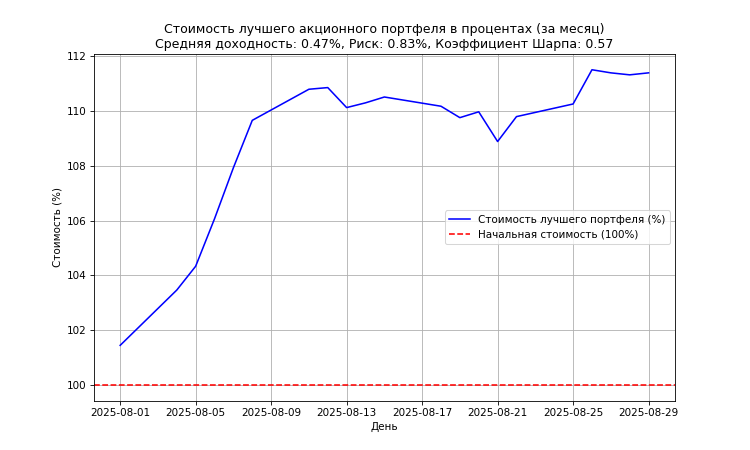 Стоимость лучшего акционного портфеля в процентах (за месяц)
Средняя доходность: 0.47%, Риск: 0.83%, Коэффициент Шарпа: 0.57
Стоимость (%)
112
110
108
106
104
102
100
Стоимость лучшего портфеля (%)
Начальная стоимость (100%)
2025-08-01 2025-08-05 2025-08-09 2025-08-13 2025-08-17 2025-08-21 2025-08-25 2025-08-29
День